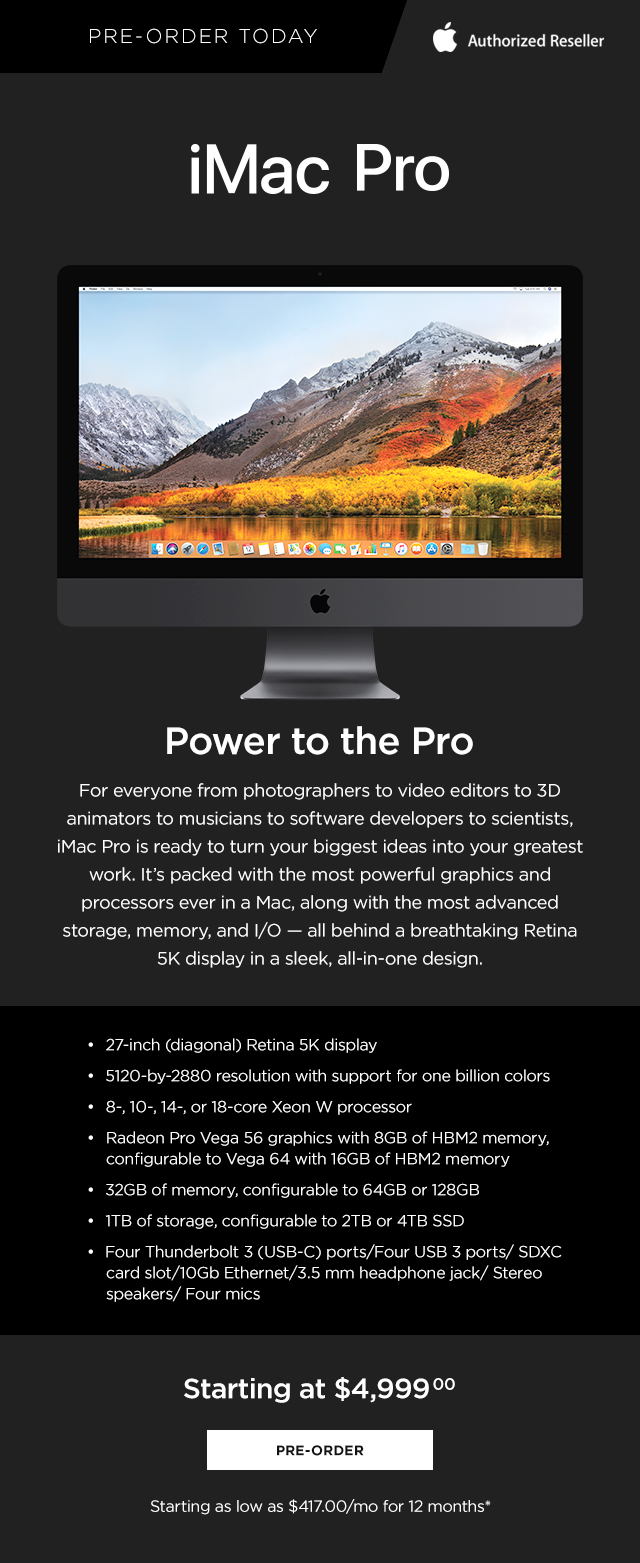 PRE-ORDER TODAY
Authorized Reseller
iMac Pro
Power to the Pro
For everyone from photographers to video editors to 3D
animators to musicians to software developers to scientists,
iMac Pro is ready to turn your biggest ideas into your greatest
work. It’s packed with the most powerful graphics and
processors ever in a Mac, along with the most advanced
storage, memory, and I/O — all behind a breathtaking Retina
5K display in a sleek, all-in-one design.
• 27-inch (diagonal) Retina 5K display
• 5120-by-2880 resolution with support for one billion colors
• 8-, 10-, 14-, or 18-core Xeon W processor
• Radeon Pro Vega 56 graphics with 8GB of HBM2 memory,
configurable to Vega 64 with 16GB of HBM2 memory
• 32GB of memory, configurable to 64GB or 128GB
• 1TB of storage, configurable to 2TB or 4TB SSD
• Four Thunderbolt 3 (USB-C) ports/Four USB 3 ports/ SDXC
card slot/10Gb Ethernet/3.5 mm headphone jack/ Stereo
speakers/ Four mics
Starting at $4,999 00
PRE-ORDER
Starting as low as $417.00/mo for 12 months*